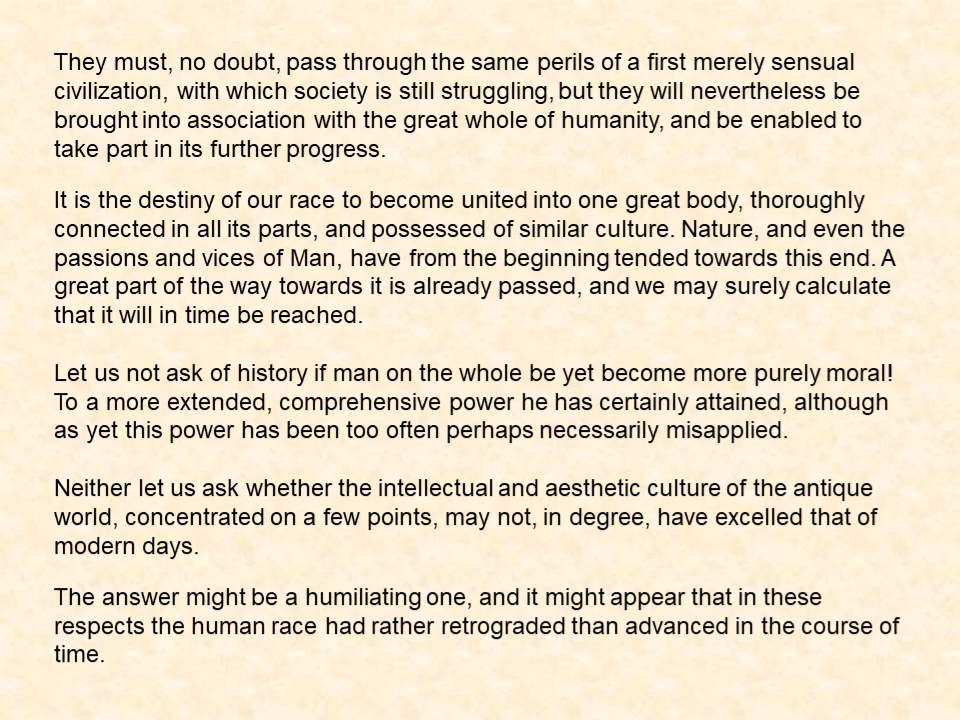 They must, no doubt, pass through the same perils of a first merely sensual
civilization, with which society is still struggling, but they will nevertheless be
brought into association with the great whole of humanity, and be enabled to
take part in its further progress.
It is the destiny of our race to become united into one great body, thoroughly
connected in all its parts, and possessed of similar culture. Nature, and even the
passions and vices of Man, have from the beginning tended towards this end. A
great part of the way towards it is already passed, and we may surely calculate
that it will in time be reached.
Let us not ask of history if man on the whole be yet become more purely moral!
To a more extended, comprehensive power he has certainly attained, although
as yet this power has been too often perhaps necessarily misapplied.
Neither let us ask whether the intellectual and aesthetic culture of the antique
world, concentrated on a few points, may not, in degree, have excelled that of
modern days.
The answer might be a humiliating one, and it might appear that in these
respects the human race had rather retrograded than advanced in the course of
time.